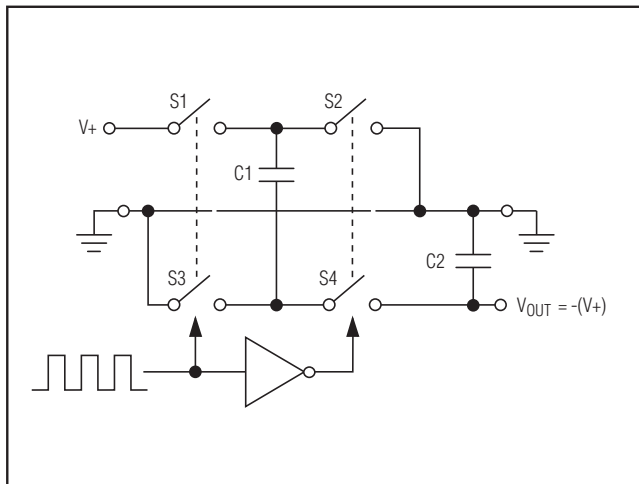 S1
S2
V+
C1
C2
S3
S4
VOUT = -(V+)